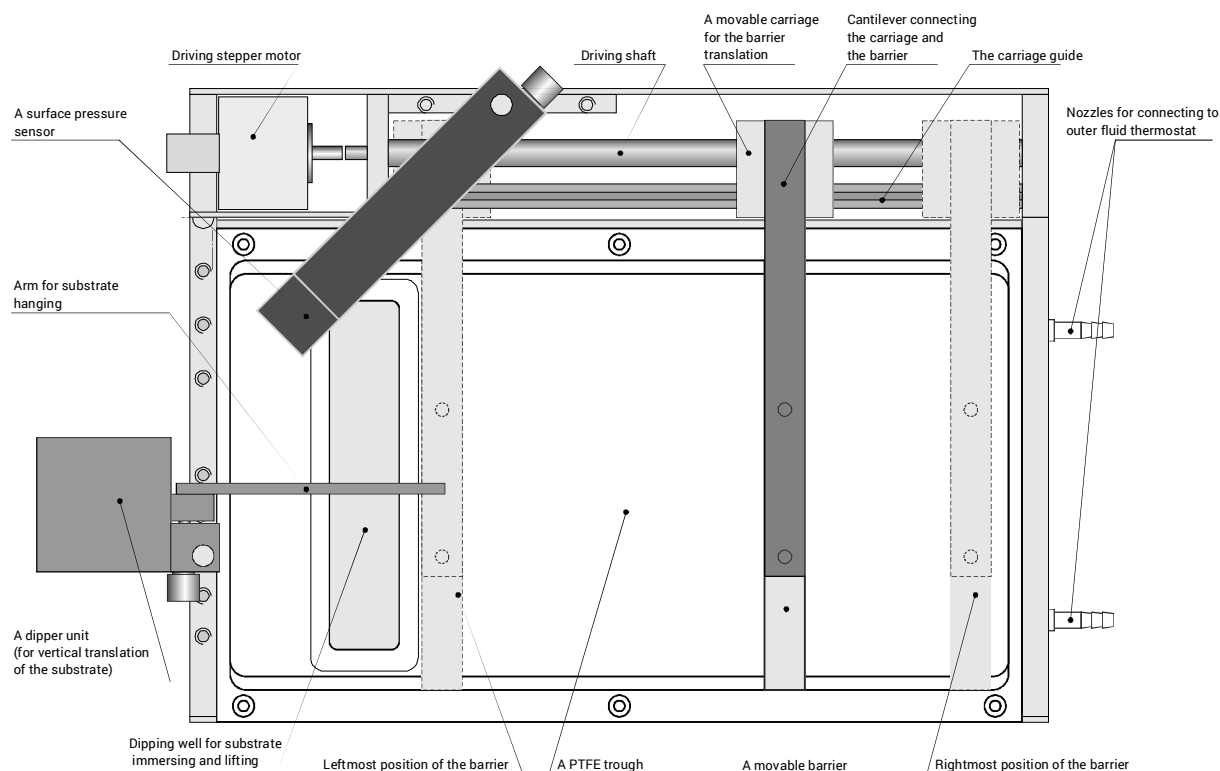 A movable carriage
for the barrier
translation
Cantilever connecting
the carriage and
the barrier
Driving stepper motor
Driving shaft
The carriage guide
A surface pressure
sensor
Nozzles for connecting to
outer fluid thermostat
Arm for substrate
hanging
A dipper unit
(for vertical translation
of the substrate)
Dipping well for substrate
immersing and lifting
Leftmost position of the barrier
A PTFE trough
A movable barrier
Rightmost position of the barrier